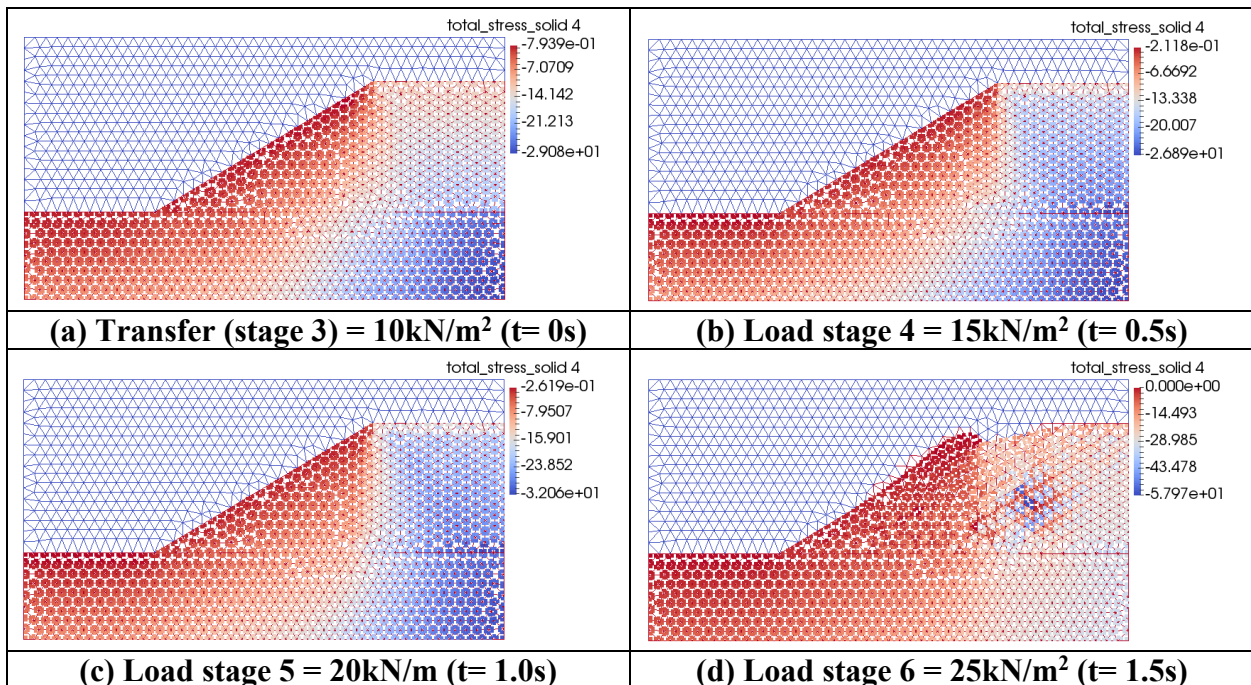 total_stress_solid 4
-7.939e-01
-7.0709
-14.142
-21.213
-2.908e+01
(a) Transfer (stage 3) = 10kN/m² (t= 0s)
total_stress_solid 4
-2.118e-01
-6.6692
-13.338
-20.007
-2.689e+01
(b) Load stage 4 = 15kN/m² (t= 0.5s)
total_stress_solid 4
-2.619e-01
-7.9507
-15.901
-23.852
-3.206e+01
(c) Load stage 5 = 20kN/m (t= 1.0s)
total_stress_solid 4
0.000e+00
-14.493
-28.985
-43.478
-5.797e+01
(d) Load stage 6 = 25kN/m² (t= 1.5s)